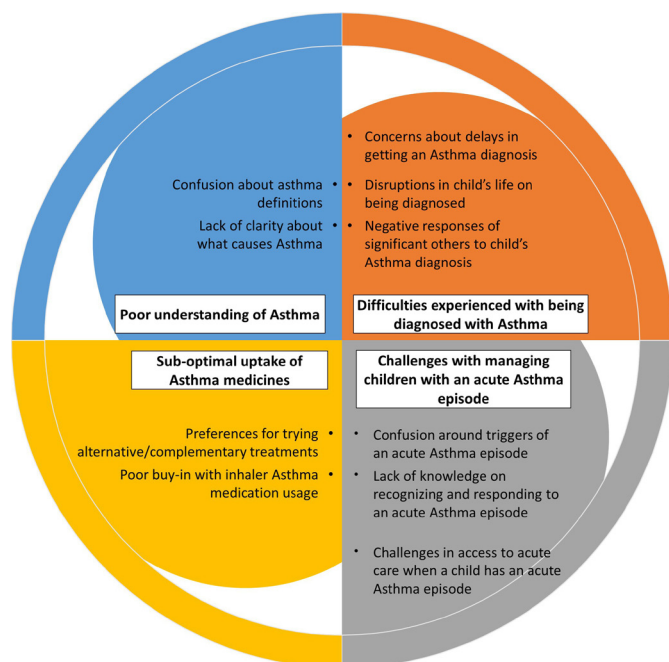 Confusion about asthma •
definitions
Lack of clarity about •
what causes Asthma
Poor understanding of Asthma
• Concerns about delays in
getting an Asthma diagnosis
• Disruptions in child’s life on
being diagnosed
• Negative responses of
significant others to child’s
Asthma diagnosis
Difficulties experienced with being
diagnosed with Asthma
Sub-optimal uptake of
Asthma medicines
Preferences for trying •
alternative/complementary treatments
Poor buy-in with inhaler Asthma •
medication usage
Challenges with managing
children with an acute Asthma
episode
• Confusion around triggers of
an acute Asthma episode
• Lack of knowledge on
recognizing and responding to
an acute Asthma episode
• Challenges in access to acute
care when a child has an acute
Asthma episode